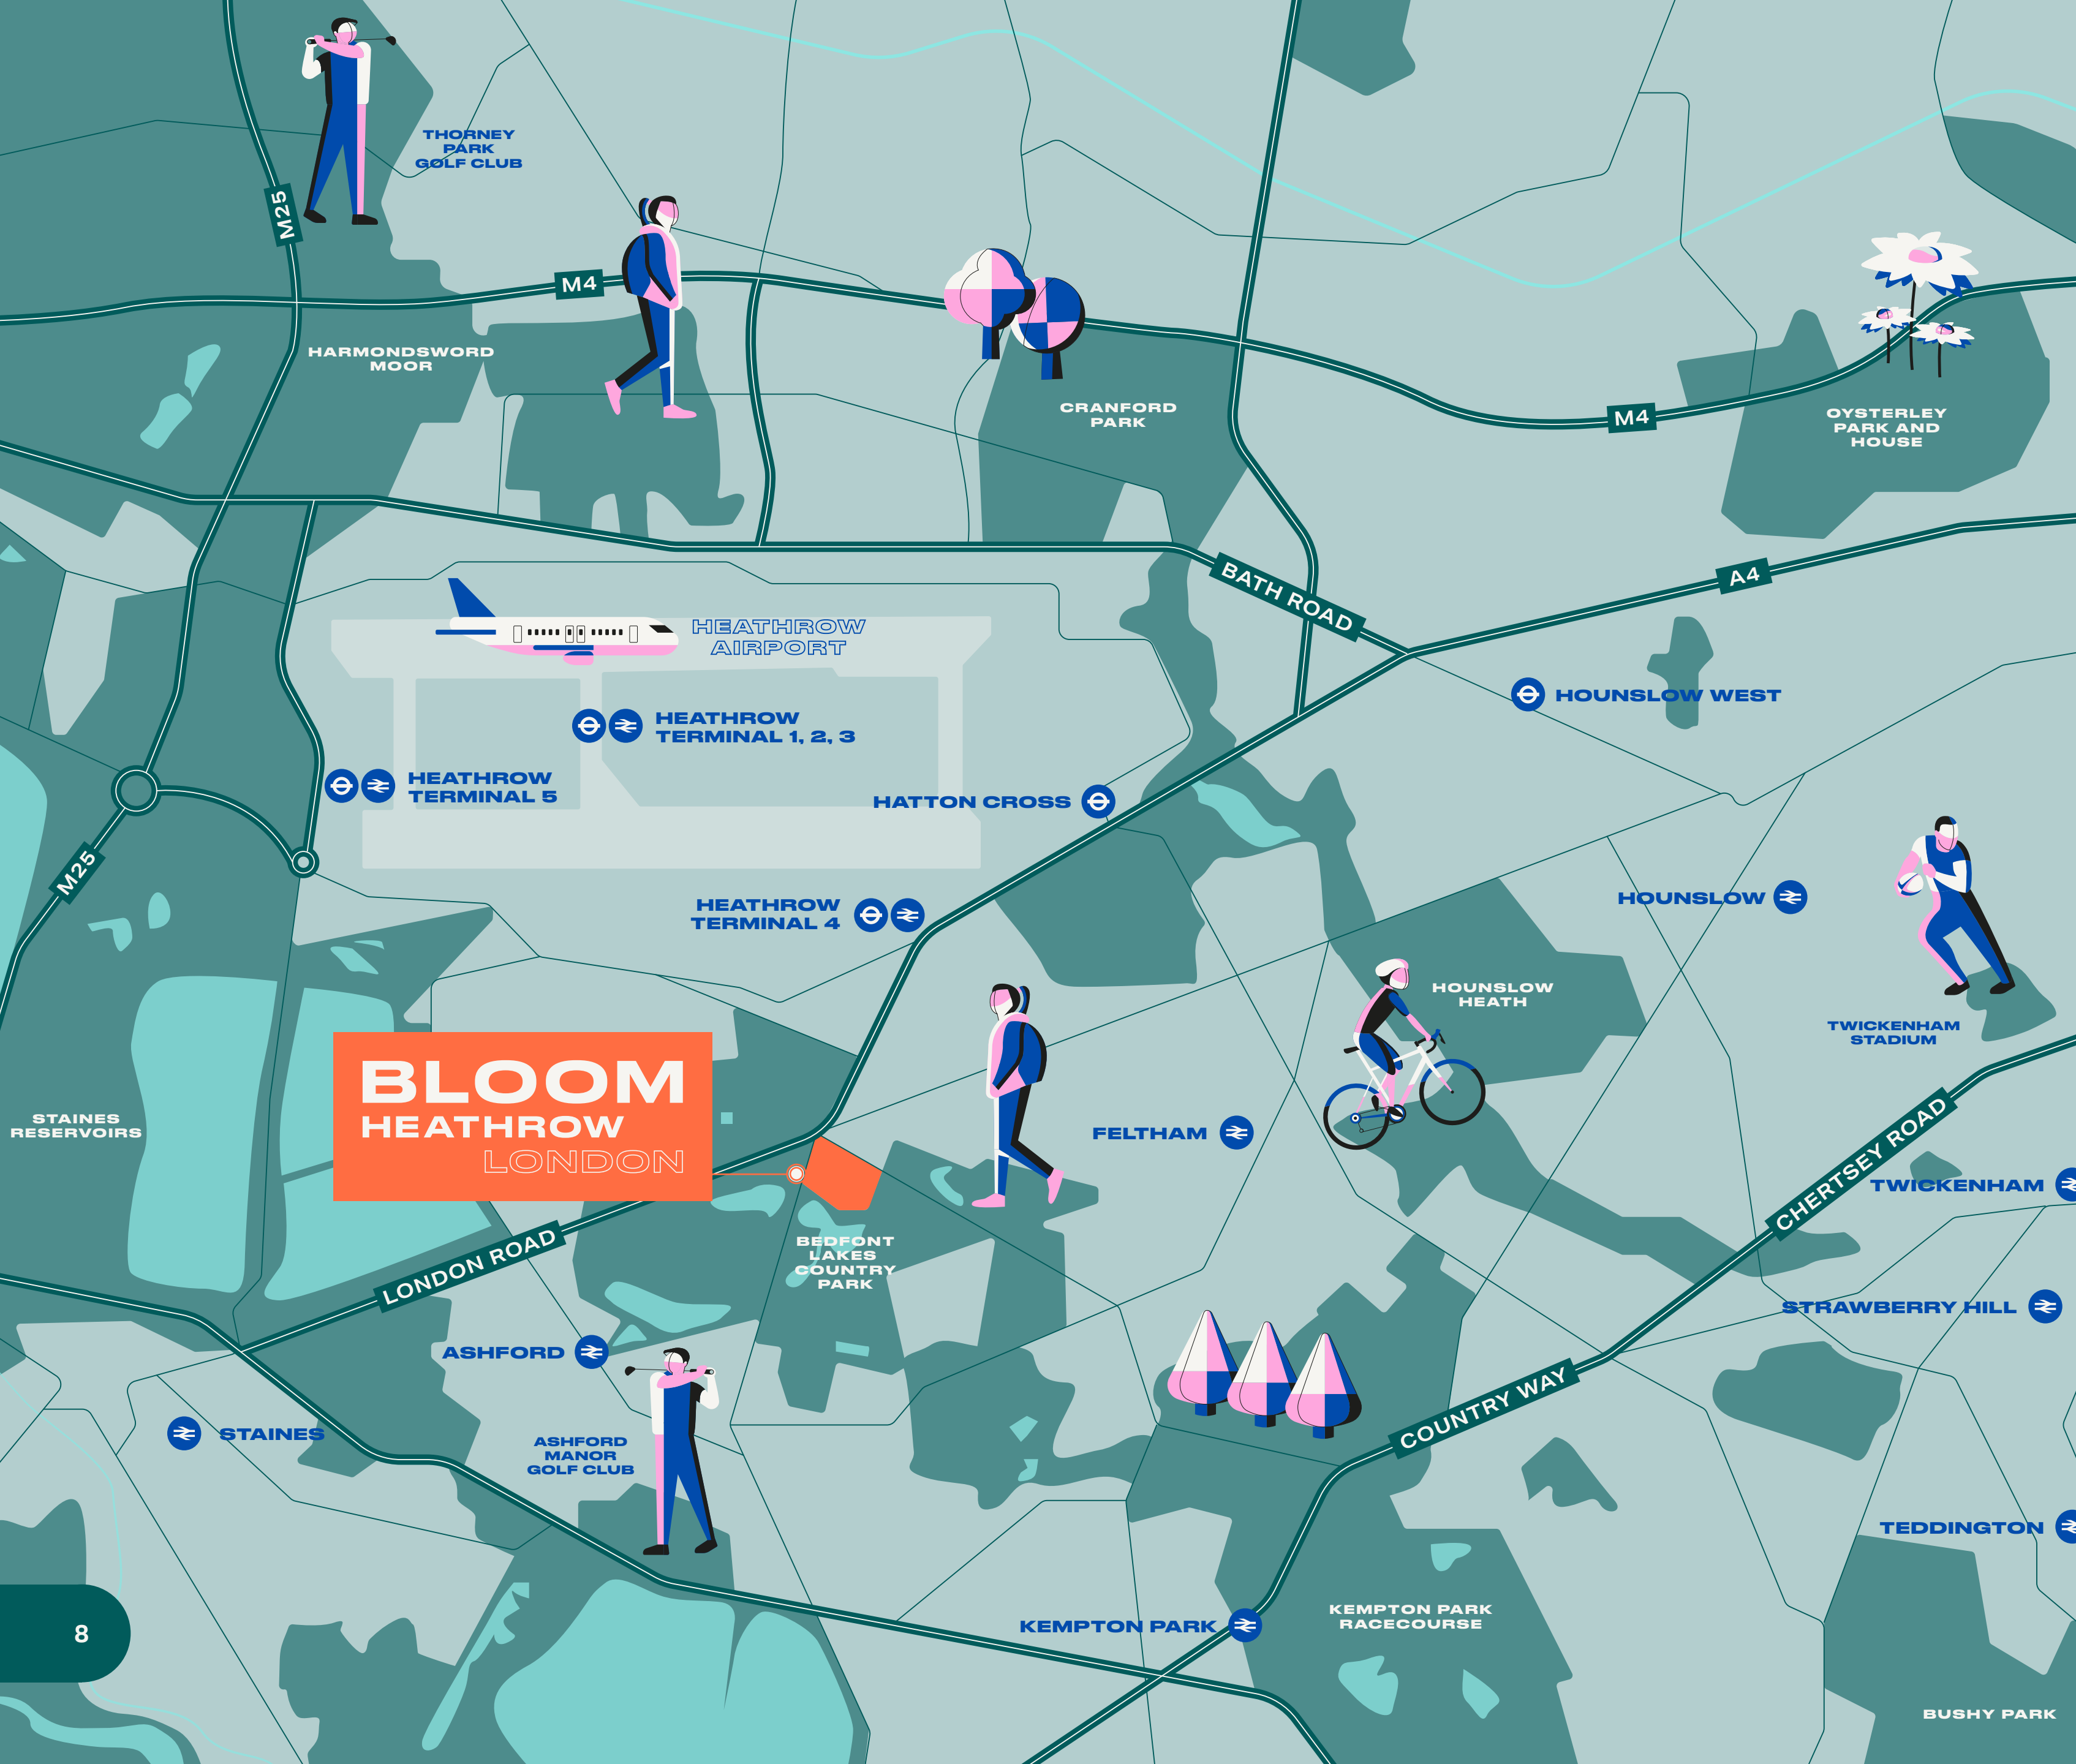 THORNEY
PARK
GOLF CLUB
M25
M4
HARMONDSWORD
MOOR
CRANFORD
PARK
M4
OYSTERLEY
PARK AND
HOUSE
BATH ROAD
A4
HEATHROW
AIRPORT
HOUNSLOW WEST
HEATHROW
TERMINAL 1, 2, 3
HEATHROW
TERMINAL 5
HATTON CROSS
M25
HEATHROW
TERMINAL 4
HOUNSLOW
HOUNSLOW
HEATH
TWICKENHAM
STADIUM
BLOOM
HEATHROW
LONDON
STAINES
RESERVOIRS
FELTHAM
CHERTSEY ROAD
TWICKENHAM
LONDON ROAD
BEDFONT
LAKES
COUNTRY
PARK
STRAWBERRY HILL
ASHFORD
COUNTRY WAY
STAINES
ASHFORD
MANOR
GOLF CLUB
TEDDINGTON
8
KEMPTON PARK
KEMPTON PARK
RACECOURSE
BUSHY PARK